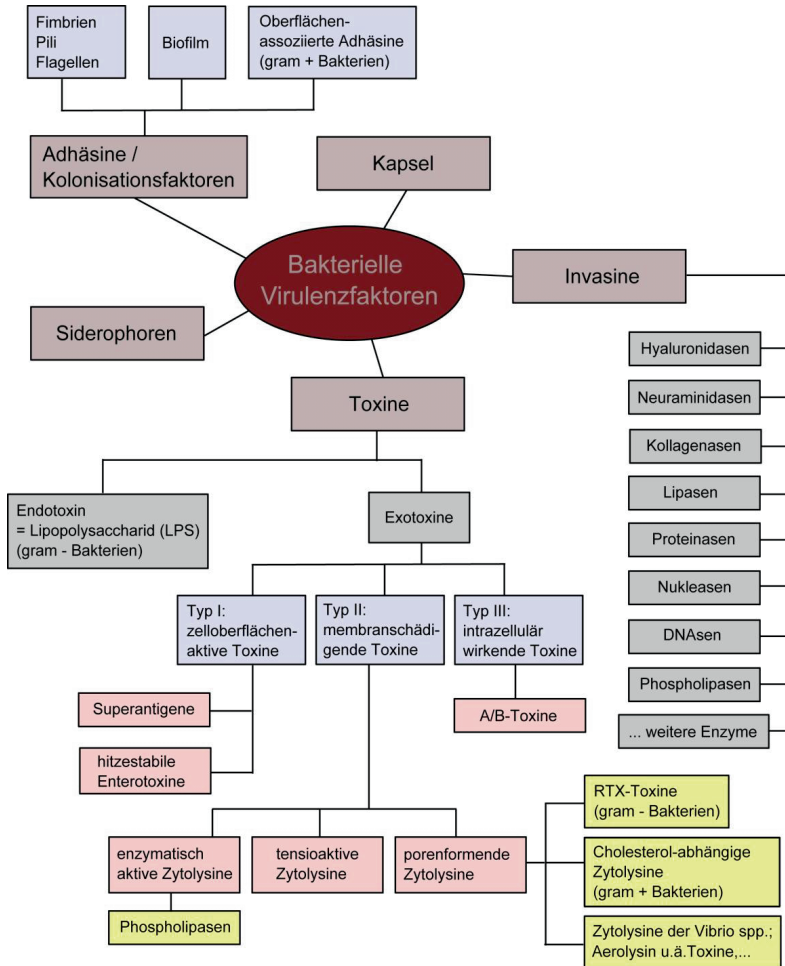 Fimbrien
Pili
Flagellen
Biofilm
Oberflächen-
assoziierte Adhäsine
(gram + Bakterien)
Adhäsine /
Kolonisationsfaktoren
Kapsel
Bakterielle
Virulenzfaktoren
Invasine
Siderophoren
Toxine
Hyaluronidasen
Neuraminidasen
Kollagenasen
Lipasen
Proteinasen
Nukleasen
DNAsen
Phospholipasen
... weitere Enzyme
Endotoxin
= Lipopolysaccharid (LPS)
(gram - Bakterien)
Exotoxine
Typ I:
zelloberflächen-
aktive Toxine
Typ II:
membranschädi-
gende Toxine
Typ III:
intrazellulär
wirkende Toxine
Superantigene
hitzestabile
Enterotoxine
A/B-Toxine
enzymatisch
aktive Zytolysine
tensioaktive
Zytolysine
porenformende
Zytolysine
Phospholipasen
RTX-Toxine
(gram - Bakterien)
Cholesterol-abhängige
Zytolysine
(gram + Bakterien)
Zytolysine der Vibrio spp.;
Aerolysin u.ä.Toxine,...